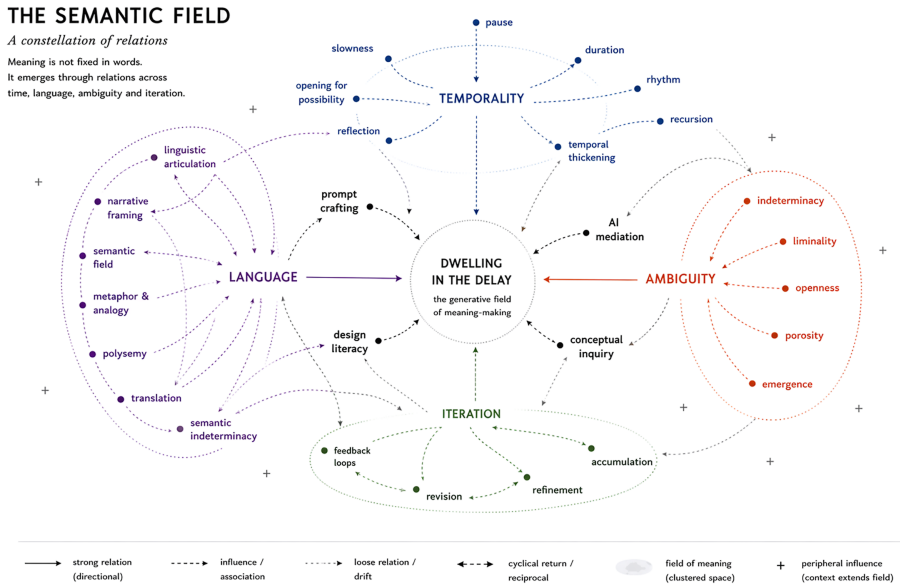 THE SEMANTIC FIELD
A constellation of relations
Meaning is not fixed in words.
It emerges through relations across
time, language, ambiguity and iteration.
pause
slowness
duration
opening for
possibility
TEMPORALITY
rhythm
reflection
temporal
thickening
recursion
linguistic
articulation
narrative
framing
semantic
field
metaphor &
analogy
polysemy
translation
semantic
indeterminacy
LANGUAGE
prompt
crafting
AI
mediation
DWELLING
IN THE DELAY
the generative field
of meaning-making
design
literacy
conceptual
inquiry
AMBIGUITY
indeterminacy
liminality
openness
porosity
emergence
ITERATION
feedback
loops
revision
refinement
accumulation
strong relation
(directional)
influence /
association
loose relation /
drift
cyclical return /
reciprocal
field of meaning
(clustered space)
peripheral influence
(context extends field)